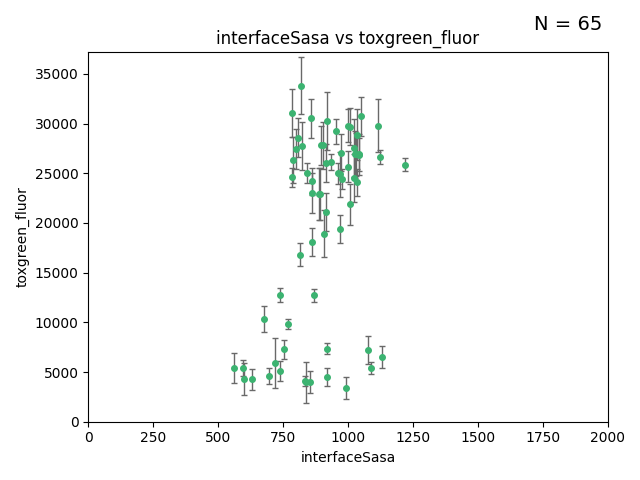 N = 65
interfaceSasa vs toxgreen_fluor
35000
30000
25000
20000
15000
10000
5000
0
toxgreen_fluor
0 250 500 750 1000 1250 1500 1750 2000
interfaceSasa